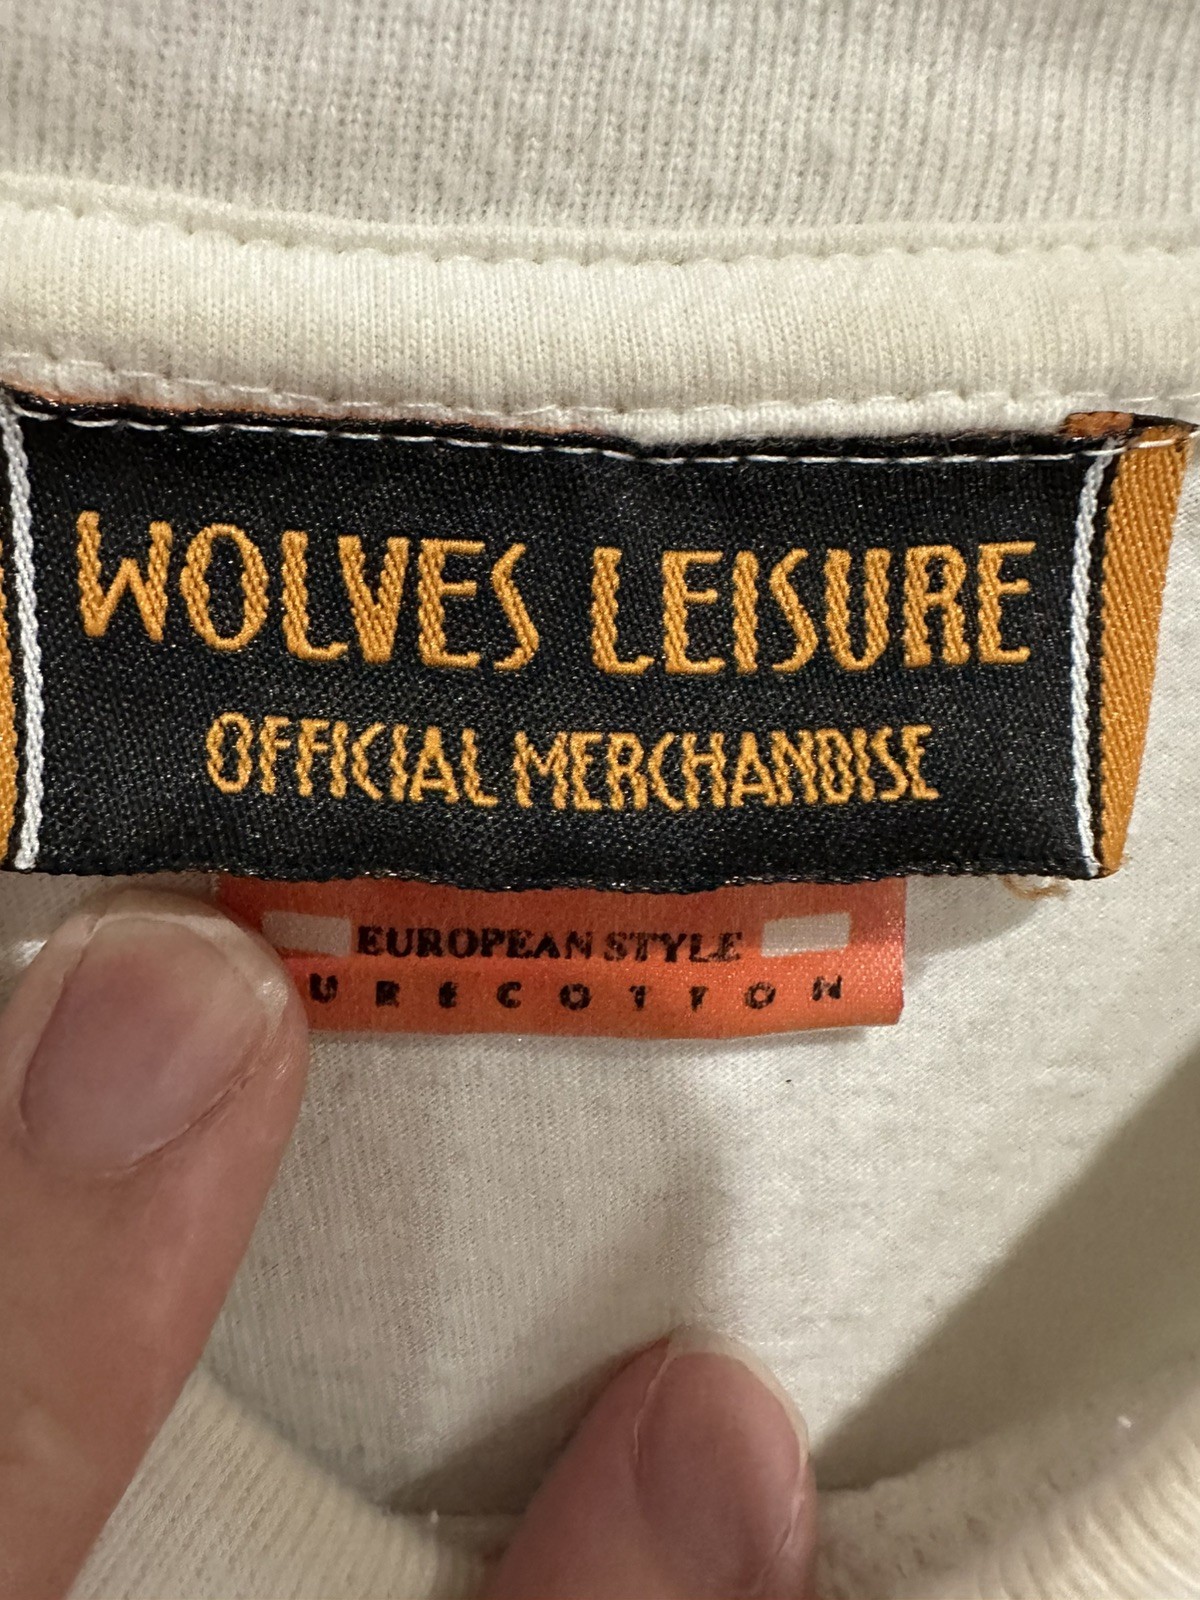 WOLVES LEISURE
OFFICIAL MERCHANDISE
EUROPEAN STYLE
URECOTTON